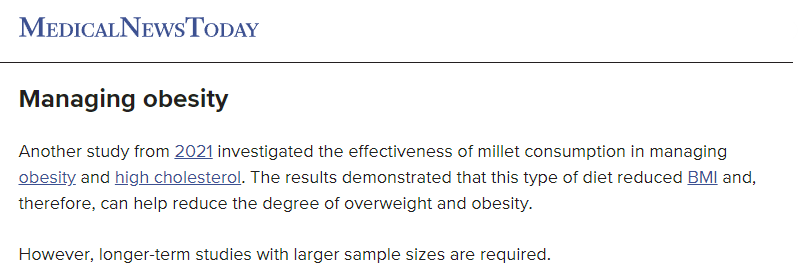 MEDICALNEWSTODAY
Managing obesity
Another study from 2021 investigated the effectiveness of millet consumption in managing
obesity and high cholesterol. The results demonstrated that this type of diet reduced BMI and,
therefore, can help reduce the degree of overweight and obesity.
However, longer-term studies with larger sample sizes are required.